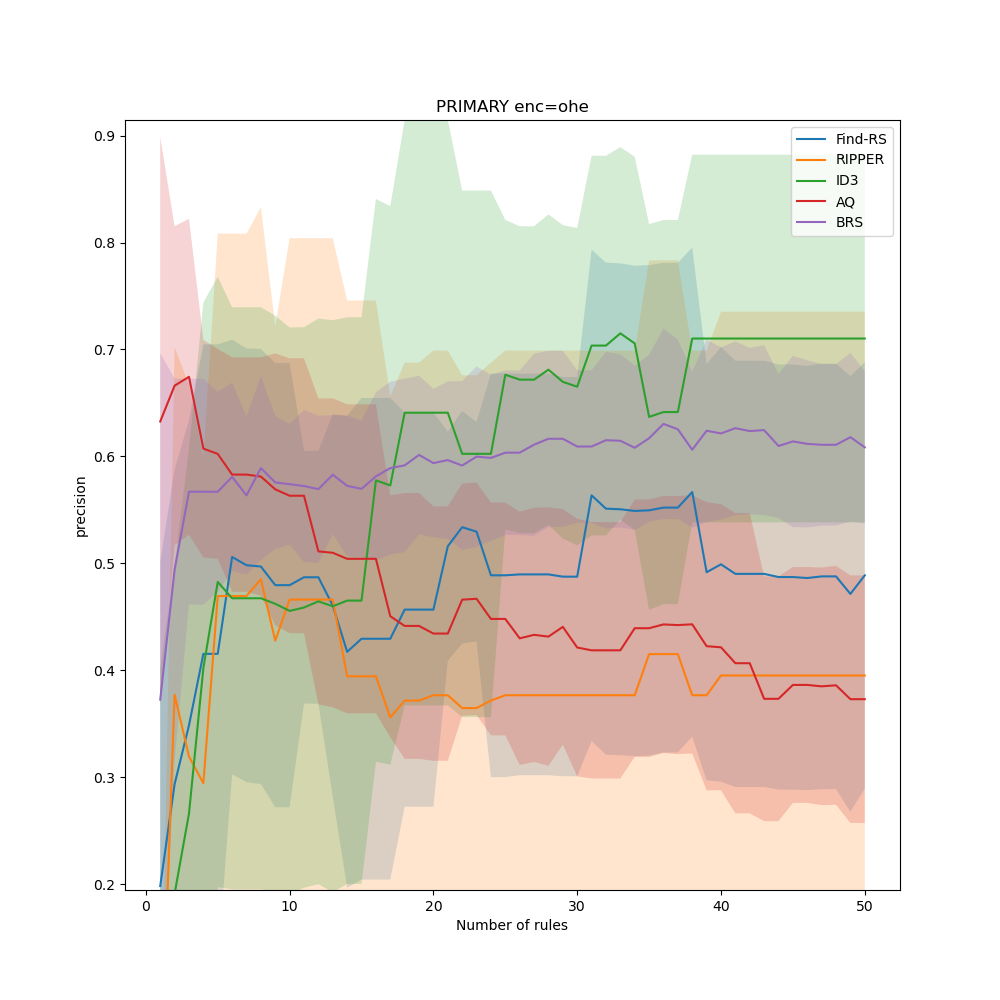 PRIMARY enc=ohe
precision
0.9
0.8
0.7
0.6
0.5
0.4
0.3
0.2
Find-RS
RIPPER
ID3
AQ
BRS
0 10 20 30 40 50
Number of rules